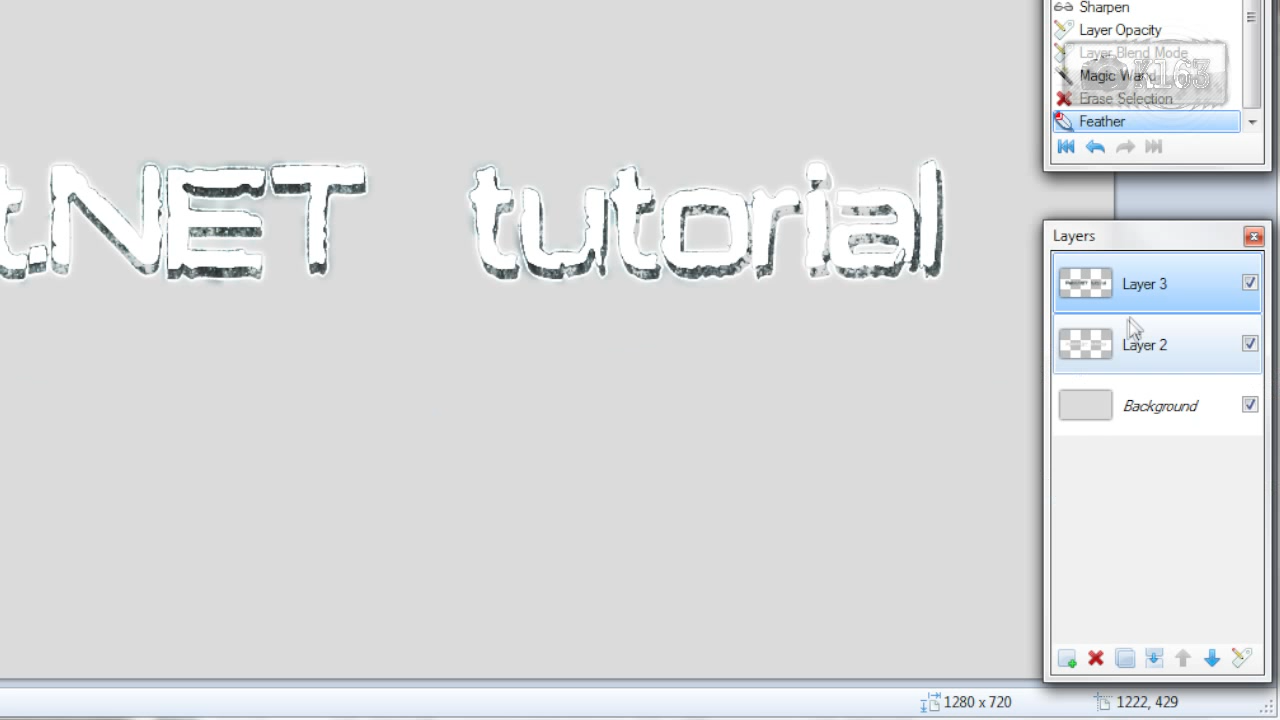 Sharpen
Layer Opacity
Layer Blend Mode
Magic Wand
K163
Erase Selection
Feather
t.NET tutorial
Layers
Layer 3
Layer 2
Background
1280 x 720
1222, 429